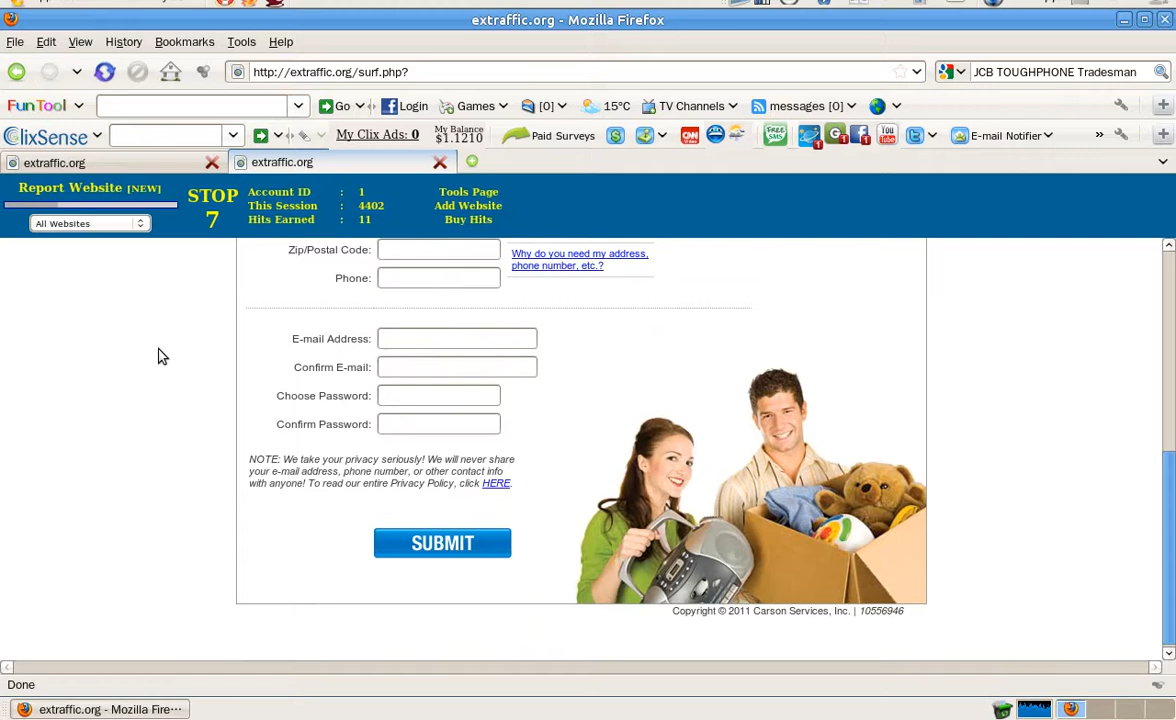 extraffic.org - Mozilla Firefox
File Edit View History Bookmarks Tools Help
http://extraffic.org/surf.php?
JCB TOUGHPHONE Tradesman
FunTool Go Login Games [0] 15°C TV Channels messages [0]
ClixSense My Clix Ads: 0 My Balance $1.1210 Paid Surveys CNN FREE SMS You Tube E-mail Notifier »
extraffic.org extraffic.org
Report Website [NEW]
All Websites
STOP
7
Account ID : 1
This Session : 4402
Hits Earned : 11
Tools Page
Add Website
Buy Hits
Zip/Postal Code:
Why do you need my address,
phone number, etc.?
Phone:
E-mail Address:
Confirm E-mail:
Choose Password:
Confirm Password:
NOTE: We take your privacy seriously! We will never share
your e-mail address, phone number, or other contact info
with anyone! To read our entire Privacy Policy, click HERE.
SUBMIT
Copyright © 2011 Carson Services, Inc. | 10556946
Done
extraffic.org - Mozilla Fire···